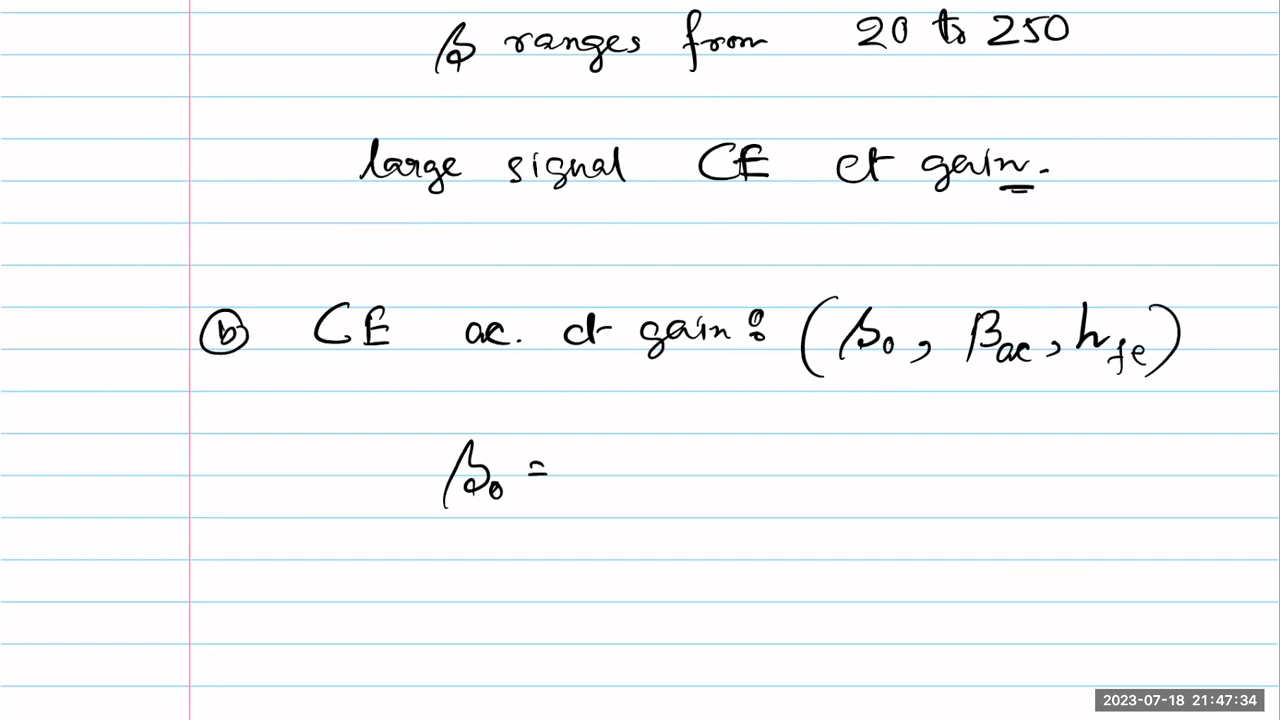 β ranges from 20 to 250
large signal CE ct gain.
(b) CE ac. ct gain : (β₀, βac, hfe)
β₀ =
2023-07-18 21:47:34